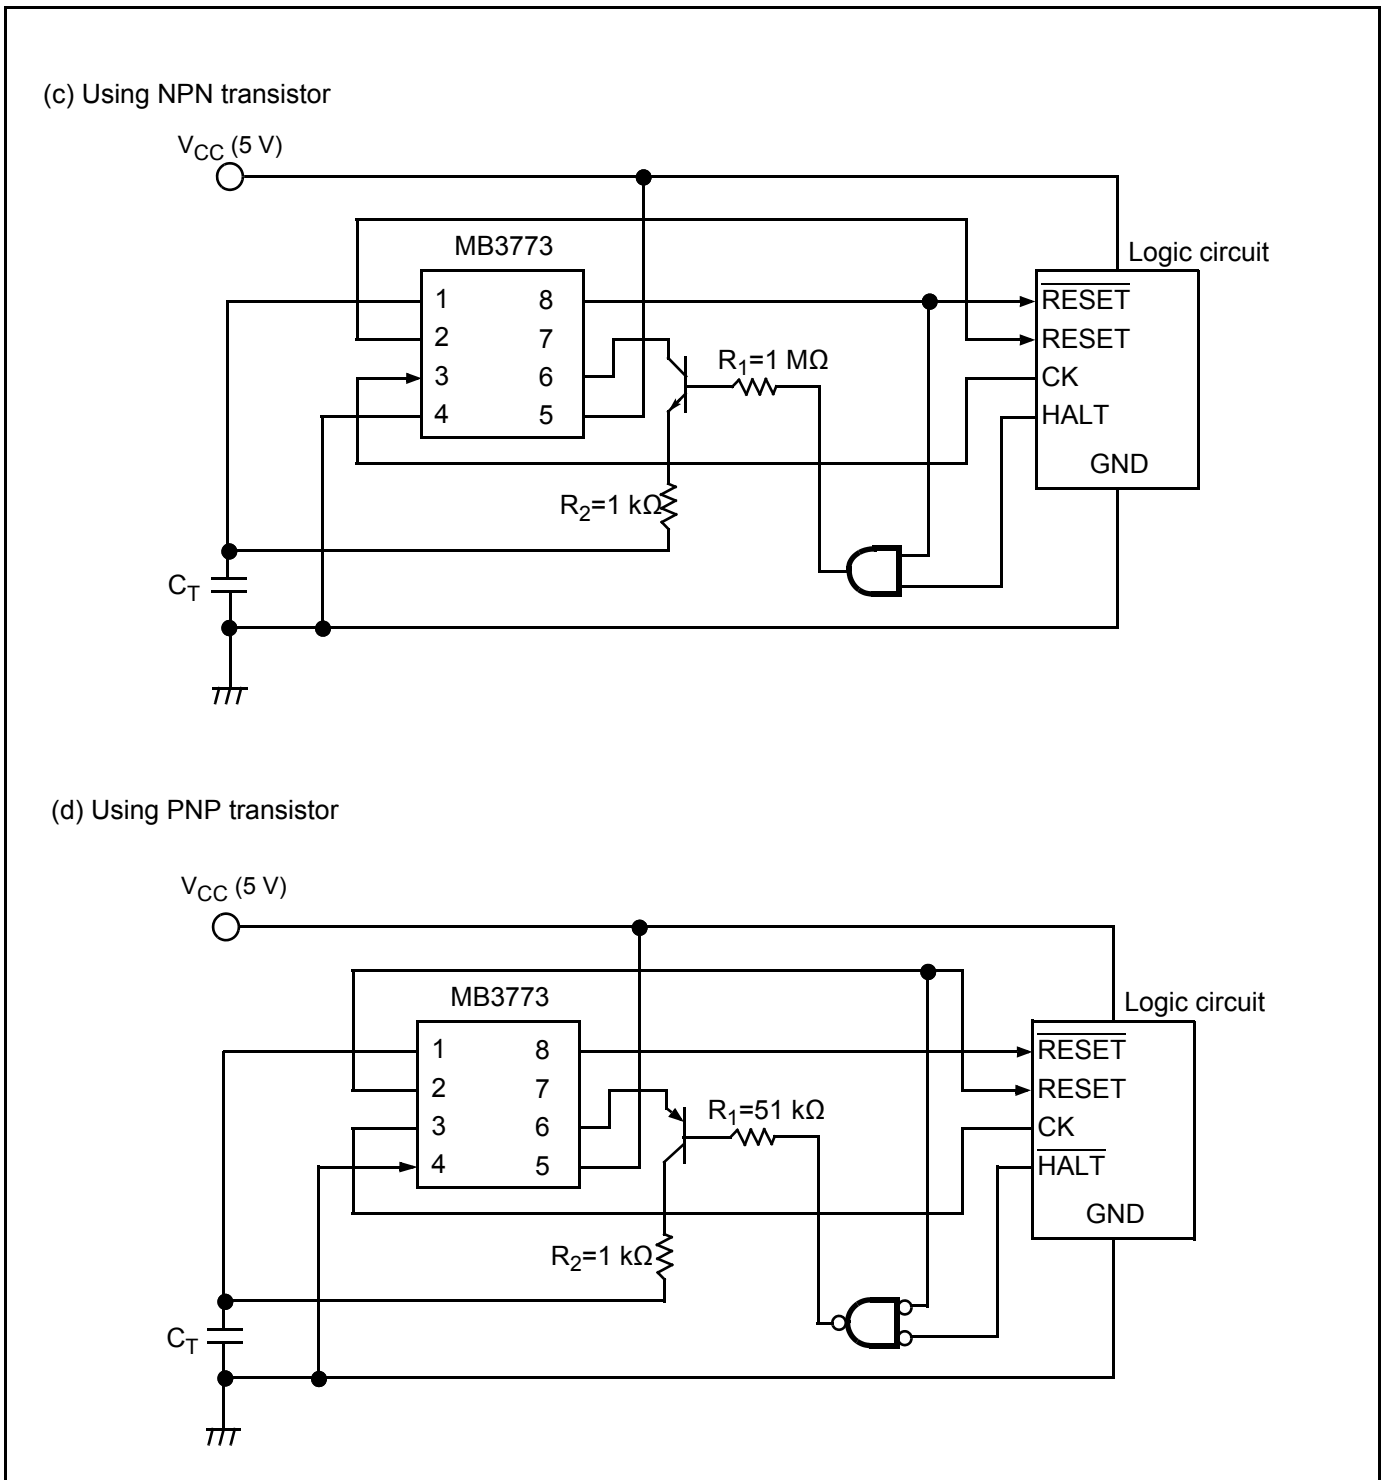 (c) Using NPN transistor
VCC (5 V)
MB3773
Logic circuit
1 8 RESET
2 7 RESET
R1=1 MΩ
3 6 CK
4 5 HALT
GND
R2=1 kΩ
CT
(d) Using PNP transistor
VCC (5 V)
MB3773
Logic circuit
1 8 RESET
2 7 RESET
R1=51 kΩ
3 6 CK
4 5 HALT
GND
R2=1 kΩ
CT